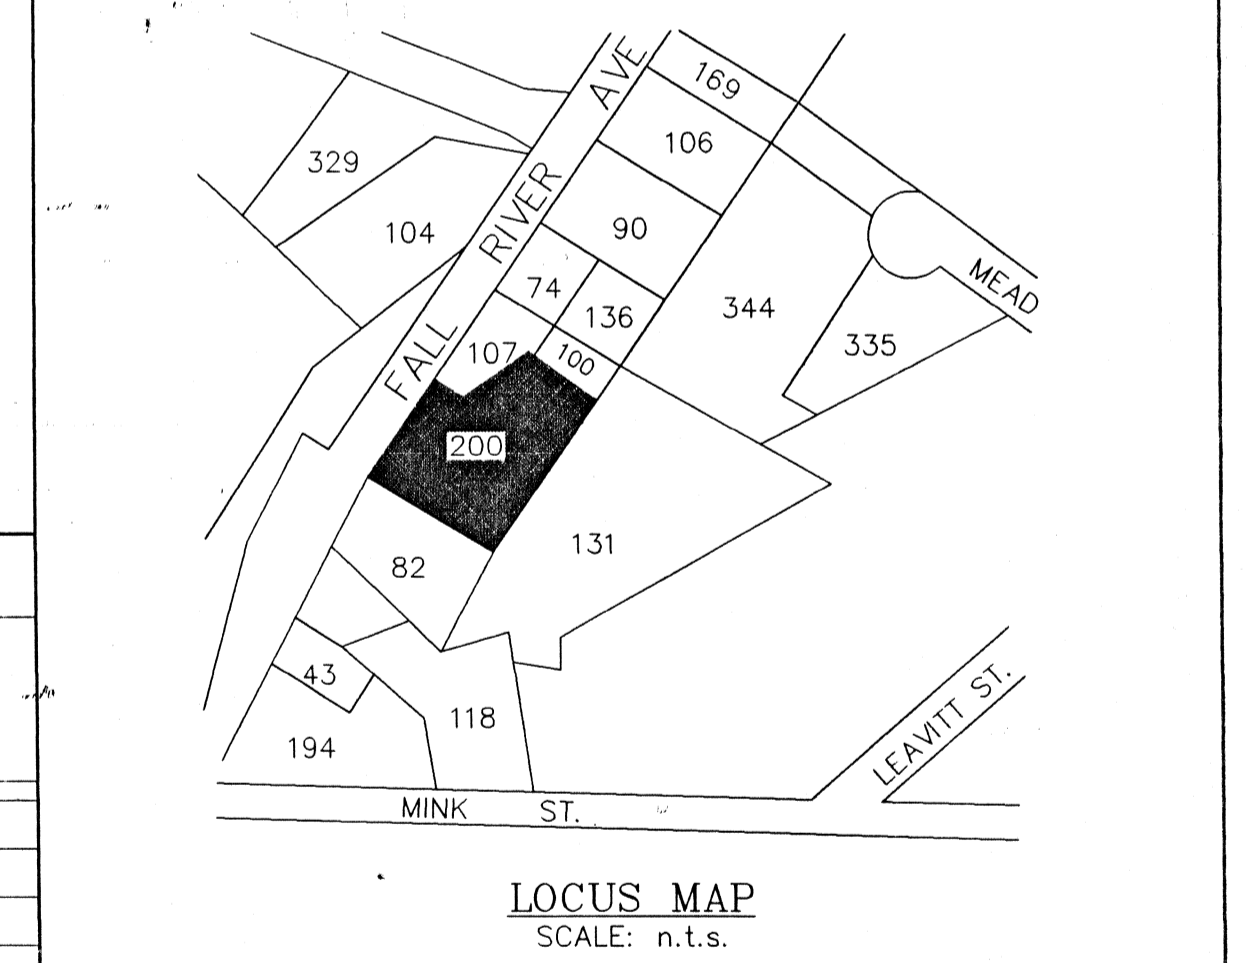 169
106
AVE
329
RIVER
90
104
MEAD
74
136
344
FALL
107
100
335
200
131
82
43
118
194
LEAVITT ST.
MINK ST.
LOCUS MAP
SCALE: n.t.s.